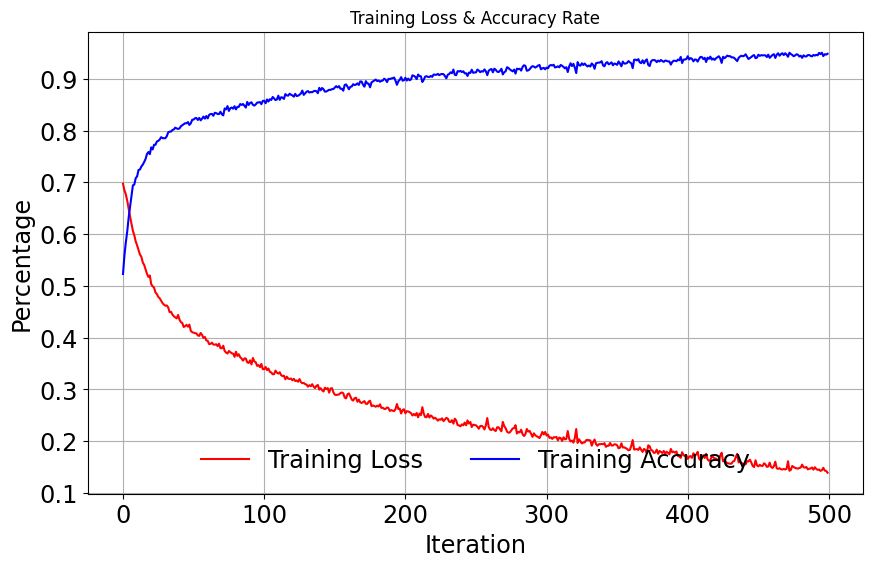 Training Loss & Accuracy Rate
0.9
0.8
0.7
0.6
0.5
0.4
0.3
0.2
0.1
Percentage
Training Loss Training Accuracy
0 100 200 300 400 500
Iteration